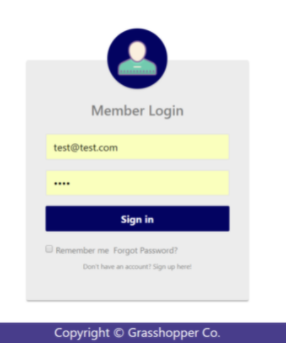 Member Login
test@test.com
••••
Sign in
Remember me Forgot Password?
Don't have an account? Sign up here!
Copyright © Grasshopper Co.